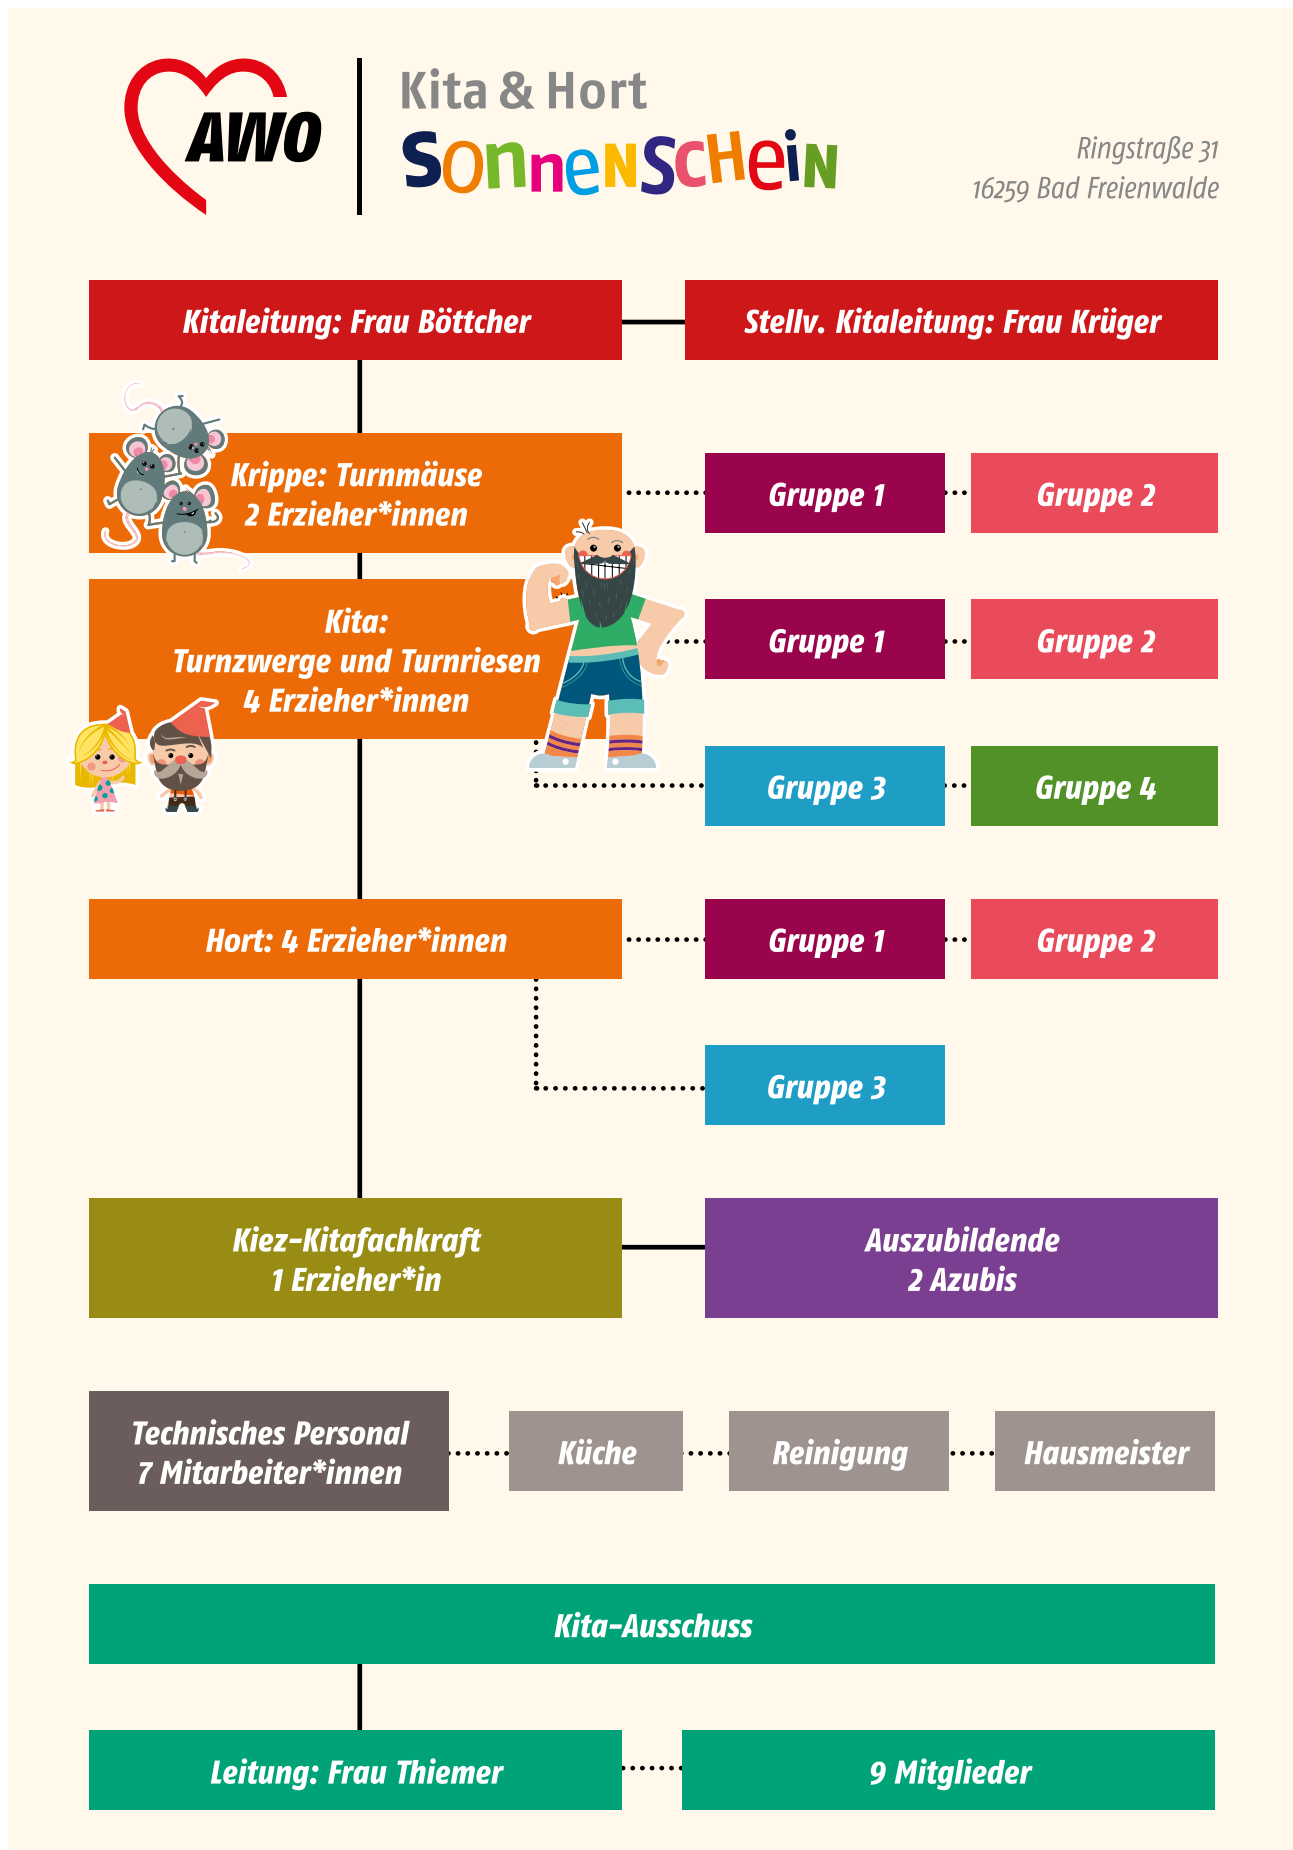 AWO
Kita & Hort
SonnenSCHeiN
Ringstraße 31
16259 Bad Freienwalde
Kitaleitung: Frau Böttcher
Stellv. Kitaleitung: Frau Krüger
Krippe: Turnmäuse
2 Erzieher*innen
Gruppe 1
Gruppe 2
Kita:
Turnzwerge und Turnriesen
4 Erzieher*innen
Gruppe 1
Gruppe 2
Gruppe 3
Gruppe 4
Hort: 4 Erzieher*innen
Gruppe 1
Gruppe 2
Gruppe 3
Kiez-Kitafachkraft
1 Erzieher*in
Auszubildende
2 Azubis
Technisches Personal
7 Mitarbeiter*innen
Küche
Reinigung
Hausmeister
Kita-Ausschuss
Leitung: Frau Thiemer
9 Mitglieder